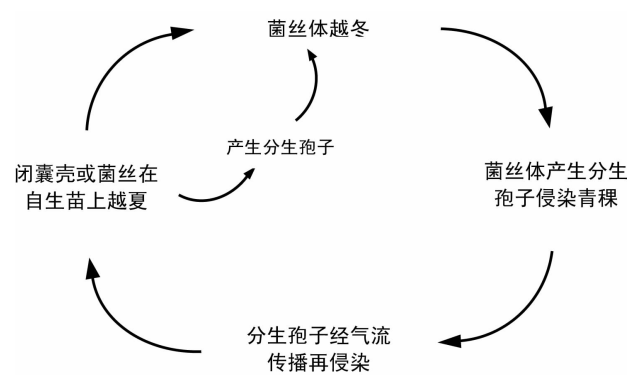 菌丝体越冬
产生分生孢子
闭囊壳或菌丝在
自生苗上越夏
菌丝体产生分生
孢子侵染青稞
分生孢子经气流
传播再侵染